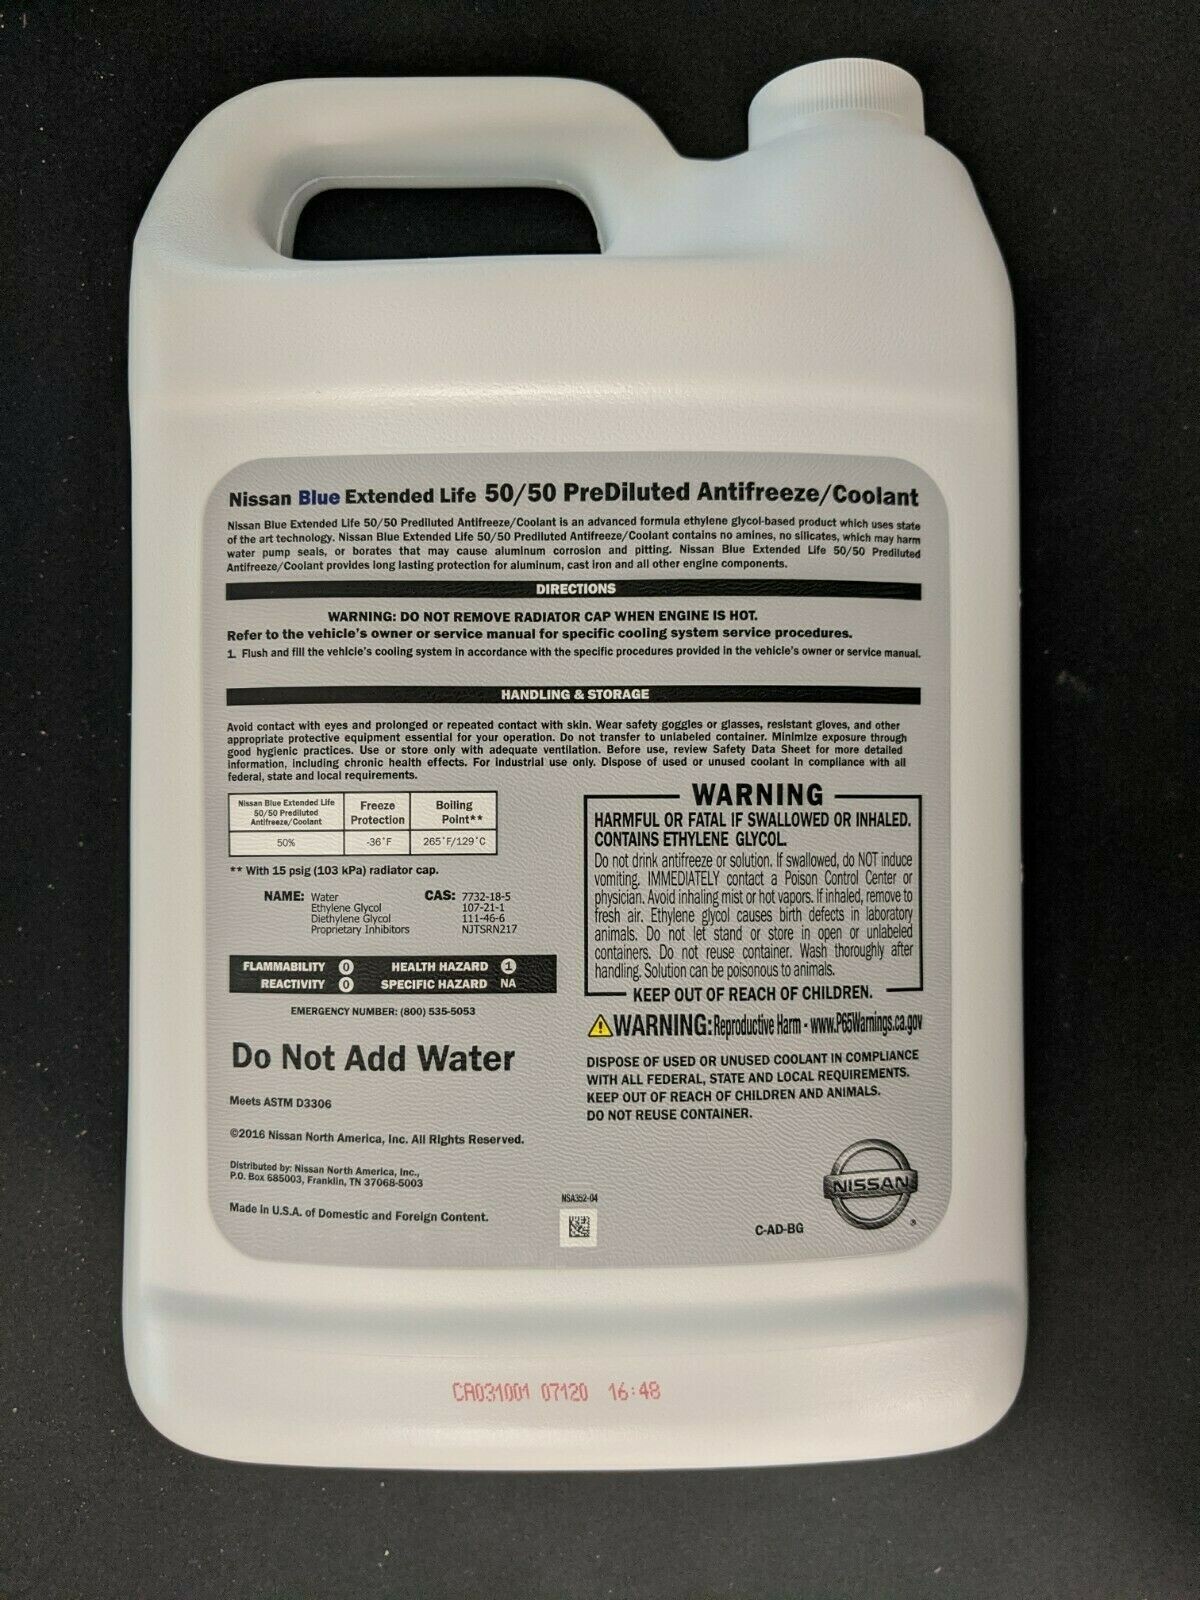 Nissan Blue Extended Life 50/50 PreDiluted Antifreeze/Coolant
Nissan Blue Extended Life 50/50 Prediluted Antifreeze/Coolant is an advanced formula ethylene glycol-based product which uses state
of the art technology. Nissan Blue Extended Life 50/50 Prediluted Antifreeze/Coolant contains no amines, no silicates, which may harm
water pump seals, or borates that may cause aluminum corrosion and pitting. Nissan Blue Extended Life 50/50 Prediluted
Antifreeze/Coolant provides long lasting protection for aluminum, cast iron and all other engine components.
DIRECTIONS
WARNING: DO NOT REMOVE RADIATOR CAP WHEN ENGINE IS HOT.
Refer to the vehicle's owner or service manual for specific cooling system service procedures.
1. Flush and fill the vehicle's cooling system in accordance with the specific procedures provided in the vehicle's owner or service manual.
HANDLING & STORAGE
Avoid contact with eyes and prolonged or repeated contact with skin. Wear safety goggles or glasses, resistant gloves, and other
appropriate protective equipment essential for your operation. Do not transfer to unlabeled container. Minimize exposure through
good hygienic practices. Use or store only with adequate ventilation. Before use, review Safety Data Sheet for more detailed
information, including chronic health effects. For industrial use only. Dispose of used or unused coolant in compliance with all
federal, state and local requirements.
Nissan Blue Extended Life
50/50 Prediluted
Antifreeze/Coolant
Freeze
Protection
Boiling
Point**
50%
-36°F
265°F/129°C
** With 15 psig (103 kPa) radiator cap.
NAME: Water CAS: 7732-18-5
Ethylene Glycol 107-21-1
Diethylene Glycol 111-46-6
Proprietary Inhibitors NJTSRN217
FLAMMABILITY 0 HEALTH HAZARD 1
REACTIVITY 0 SPECIFIC HAZARD NA
EMERGENCY NUMBER: (800) 535-5053
Do Not Add Water
Meets ASTM D3306
©2016 Nissan North America, Inc. All Rights Reserved.
Distributed by: Nissan North America, Inc.,
P.O. Box 685003, Franklin, TN 37068-5003
Made in U.S.A. of Domestic and Foreign Content.
WARNING
HARMFUL OR FATAL IF SWALLOWED OR INHALED.
CONTAINS ETHYLENE GLYCOL.
Do not drink antifreeze or solution. If swallowed, do NOT induce
vomiting. IMMEDIATELY contact a Poison Control Center or
physician. Avoid inhaling mist or hot vapors. If inhaled, remove to
fresh air. Ethylene glycol causes birth defects in laboratory
animals. Do not let stand or store in open or unlabeled
containers. Do not reuse container. Wash thoroughly after
handling. Solution can be poisonous to animals.
KEEP OUT OF REACH OF CHILDREN.
WARNING: Reproductive Harm - www.P65Warnings.ca.gov
DISPOSE OF USED OR UNUSED COOLANT IN COMPLIANCE
WITH ALL FEDERAL, STATE AND LOCAL REQUIREMENTS.
KEEP OUT OF REACH OF CHILDREN AND ANIMALS.
DO NOT REUSE CONTAINER.
NSA352-04
C-AD-BG
NISSAN
®
CA031001 07120 16:48